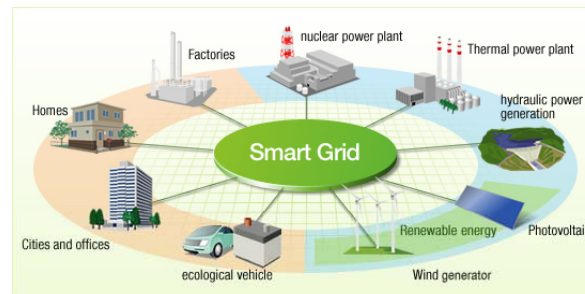 nuclear power plant
Factories
Thermal power plant
Homes
hydraulic power
generation
Smart Grid
Cities and offices
Renewable energy
Photovoltai
ecological vehicle
Wind generator